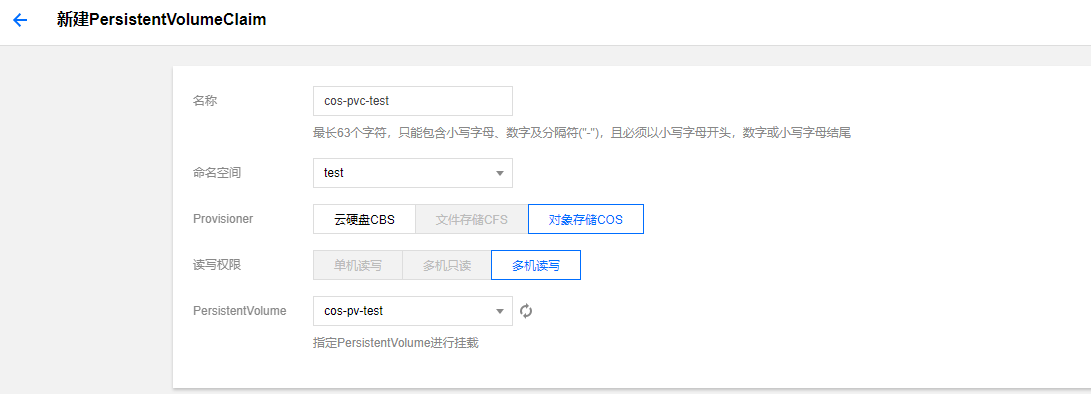 新建PersistentVolumeClaim
名称 cos-pvc-test
最长63个字符，只能包含小写字母、数字及分隔符("-")，且必须以小写字母开头，数字或小写字母结尾
命名空间 test
Provisioner 云硬盘CBS 文件存储CFS 对象存储COS
读写权限 单机读写 多机只读 多机读写
PersistentVolume cos-pv-test
指定PersistentVolume进行挂载